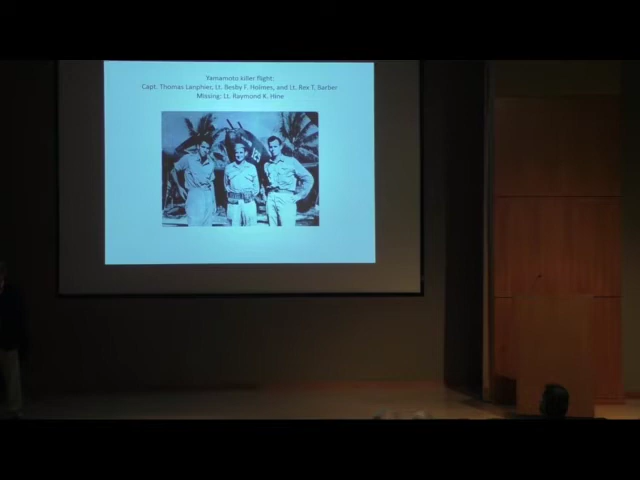 Yamamoto killer flight:
Capt. Thomas Lanphier, Lt. Besby F. Holmes, and Lt. Rex T. Barber
Missing: Lt. Raymond K. Hine